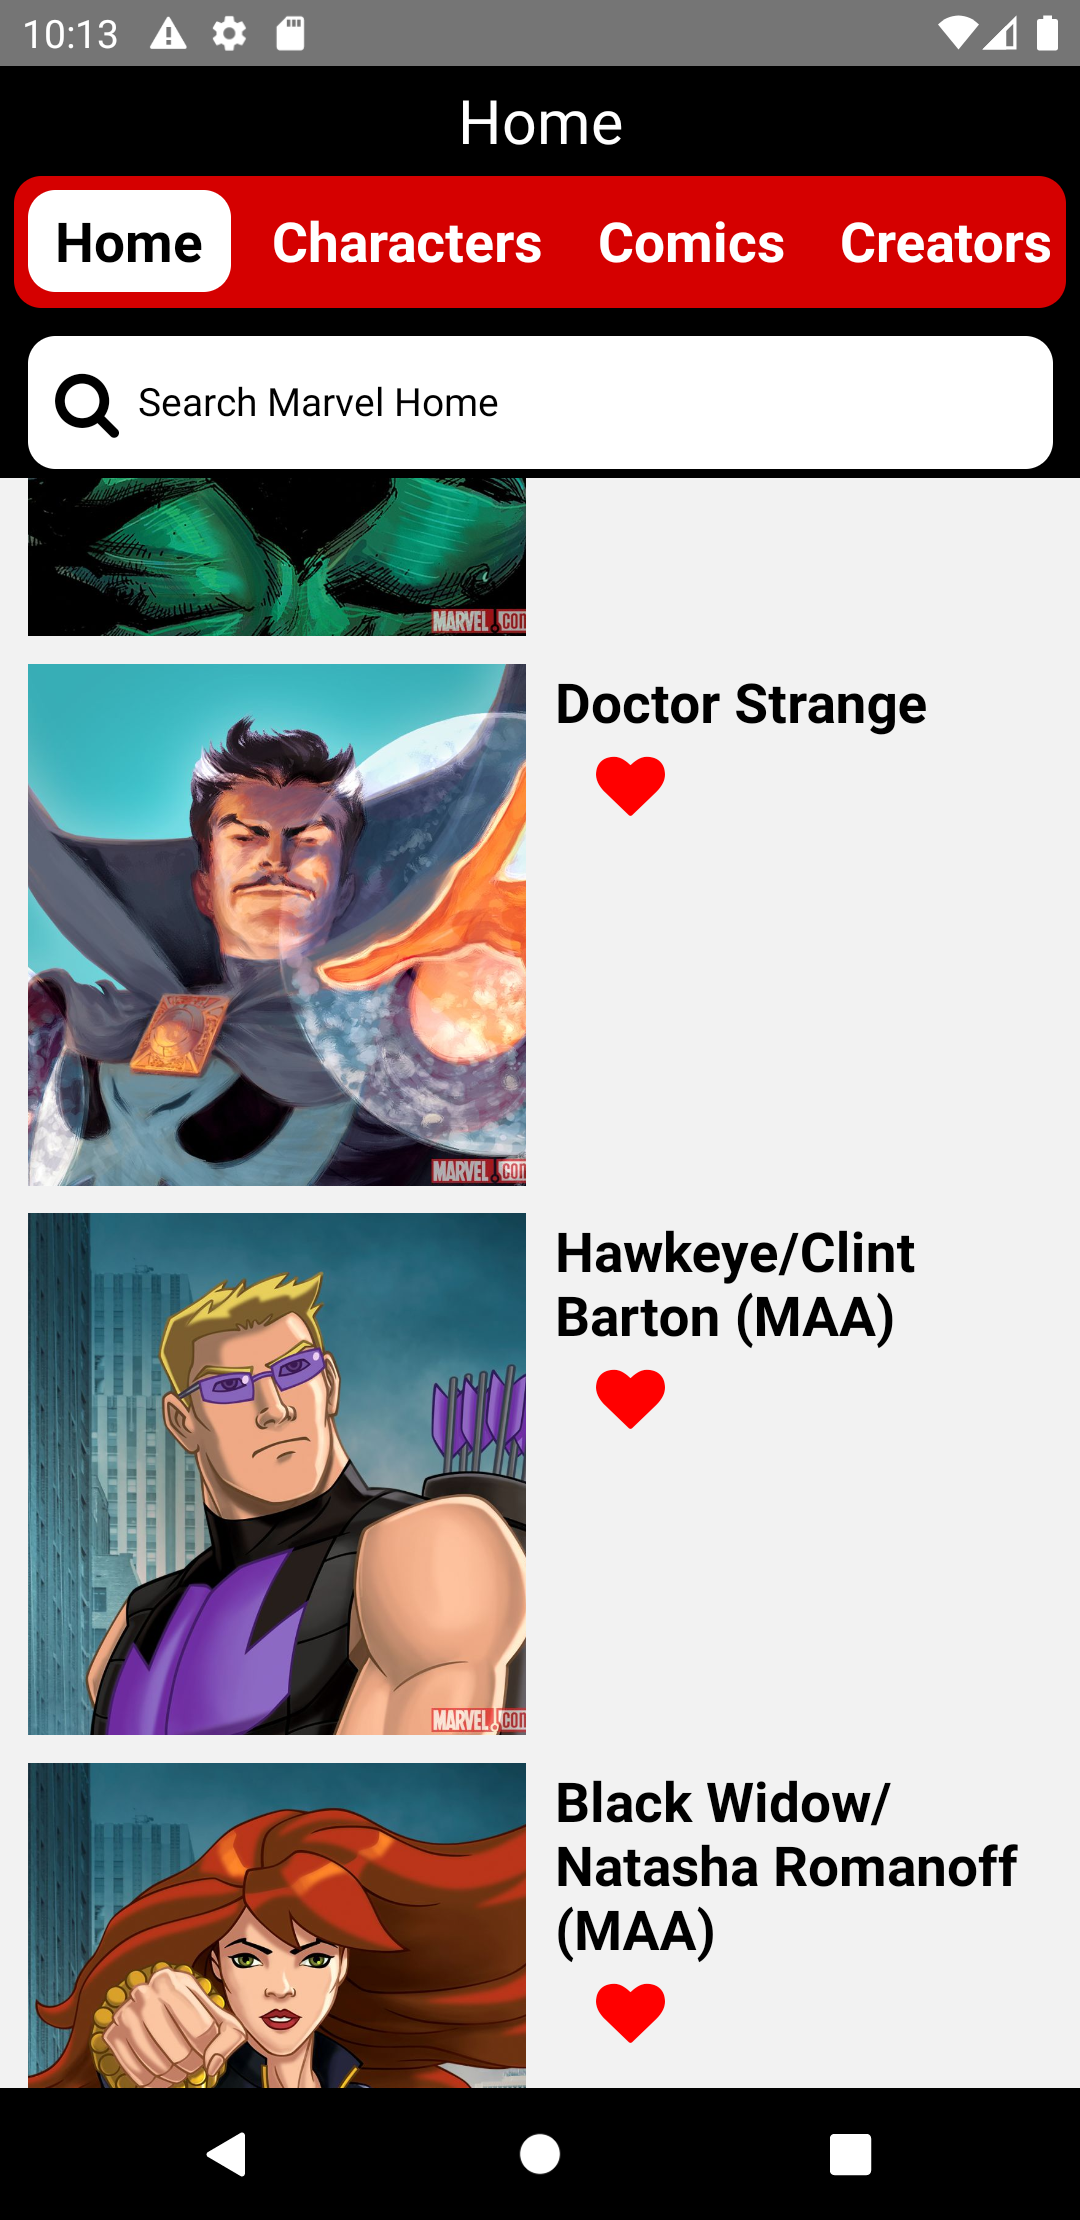 10:13
Home
Home Characters Comics Creators
Search Marvel Home
MARVEL.COM
Doctor Strange
MARVEL.COM
Hawkeye/Clint
Barton (MAA)
MARVEL.COM
Black Widow/
Natasha Romanoff
(MAA)